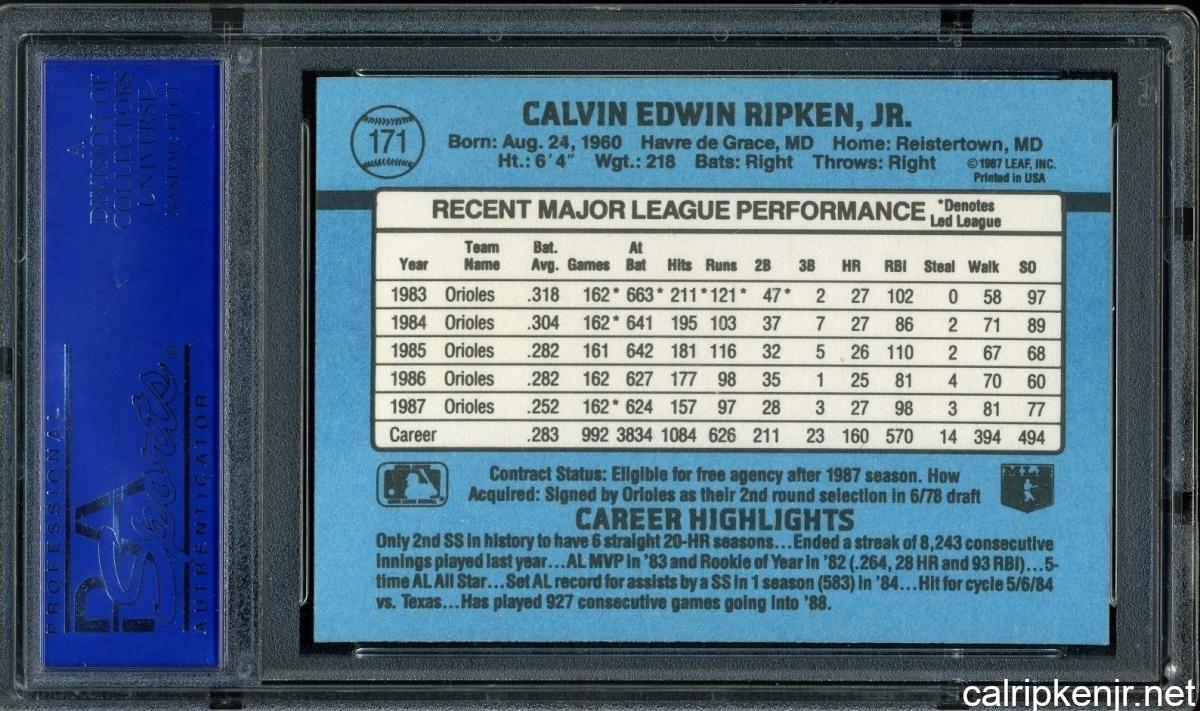 A
DIVISION OF
COLLECTORS
UNIVERSE
NASDAQ: CLCT
PROFESSIONAL
PSA
Sports®
AUTHENTICATOR
171
CALVIN EDWIN RIPKEN, JR.
Born: Aug. 24, 1960 Havre de Grace, MD Home: Reistertown, MD
Ht.: 6'4" Wgt.: 218 Bats: Right Throws: Right ©1987 LEAF, INC.
Printed in USA
RECENT MAJOR LEAGUE PERFORMANCE *Denotes
Led League
Year Team Name Bat. Avg. Games At Bat Hits Runs 2B 3B HR RBI Steal Walk SO
1983 Orioles .318 162* 663* 211* 121* 47* 2 27 102 0 58 97
1984 Orioles .304 162* 641 195 103 37 7 27 86 2 71 89
1985 Orioles .282 161 642 181 116 32 5 26 110 2 67 68
1986 Orioles .282 162 627 177 98 35 1 25 81 4 70 60
1987 Orioles .252 162* 624 157 97 28 3 27 98 3 81 77
Career .283 992 3834 1084 626 211 23 160 570 14 394 494
Contract Status: Eligible for free agency after 1987 season. How
Acquired: Signed by Orioles as their 2nd round selection in 6/78 draft
CAREER HIGHLIGHTS
Only 2nd SS in history to have 6 straight 20-HR seasons...Ended a streak of 8,243 consecutive
innings played last year...AL MVP in '83 and Rookie of Year in '82 (.264, 28 HR and 93 RBI)...5-
time AL All Star...Set AL record for assists by a SS in 1 season (583) in '84...Hit for cycle 5/6/84
vs. Texas...Has played 927 consecutive games going into '88.
calripkenjr.net